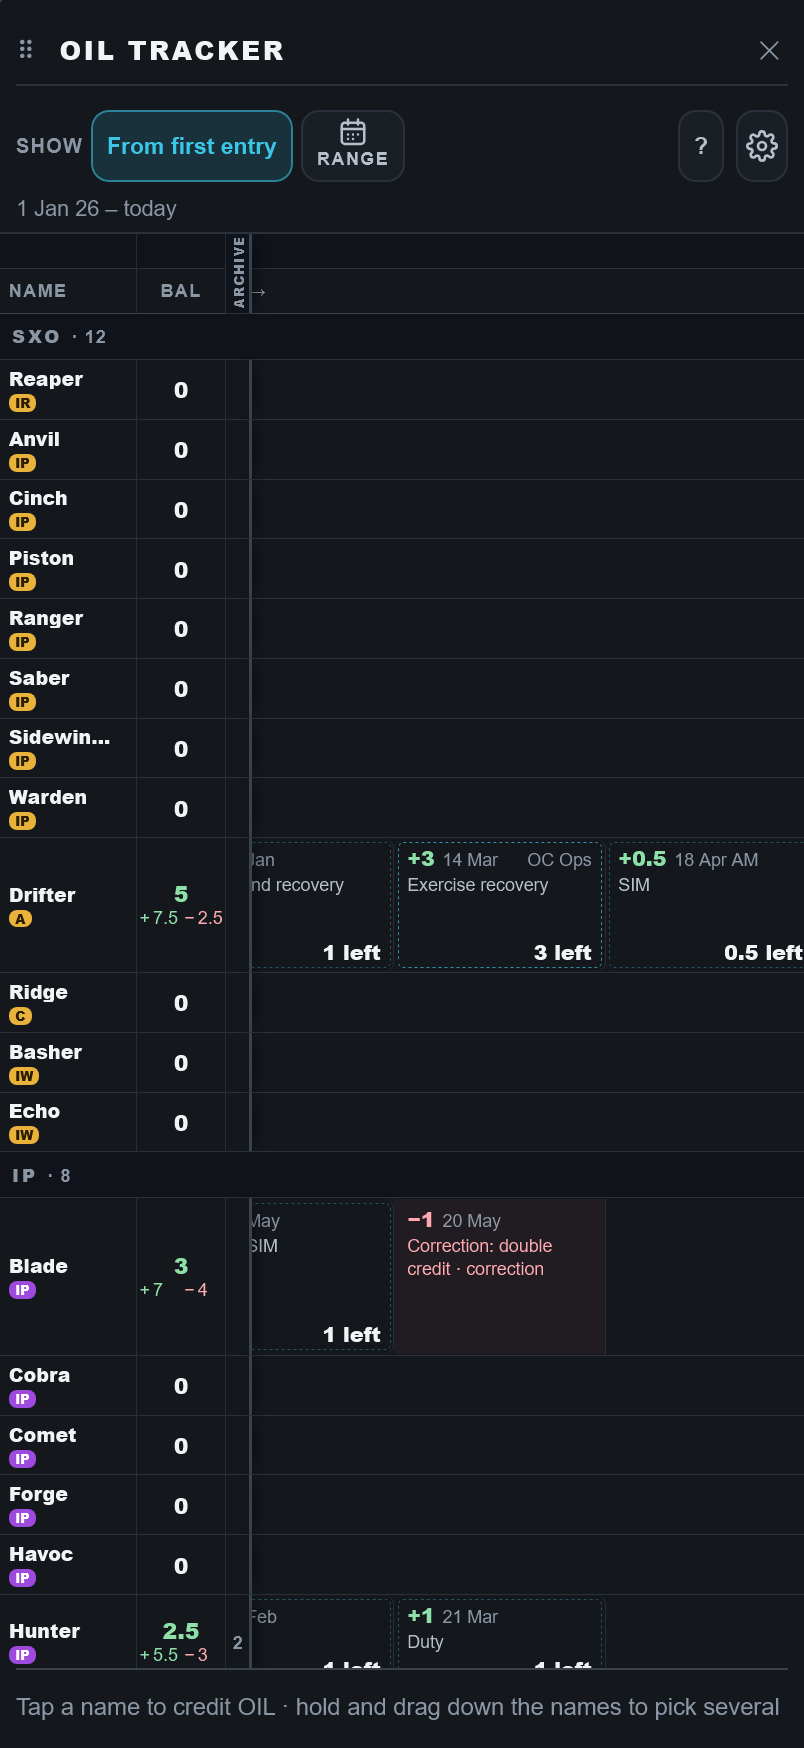 OIL TRACKER
SHOW From first entry RANGE ?
1 Jan 26 – today
NAME BAL ARCHIVE →
SXO · 12
Reaper
IR
0
Anvil
IP
0
Cinch
IP
0
Piston
IP
0
Ranger
IP
0
Saber
IP
0
Sidewin...
IP
0
Warden
IP
0
Drifter
A
5
+7.5 −2.5
Jan
nd recovery
1 left
+3 14 Mar OC Ops
Exercise recovery
3 left
+0.5 18 Apr AM
SIM
0.5 left
Ridge
C
0
Basher
IW
0
Echo
IW
0
IP · 8
Blade
IP
3
+7 −4
May
SIM
1 left
−1 20 May
Correction: double
credit · correction
Cobra
IP
0
Comet
IP
0
Forge
IP
0
Havoc
IP
0
Hunter
IP
2.5
+5.5 −3
2
Feb
1 left
+1 21 Mar
Duty
1 left
Tap a name to credit OIL · hold and drag down the names to pick several